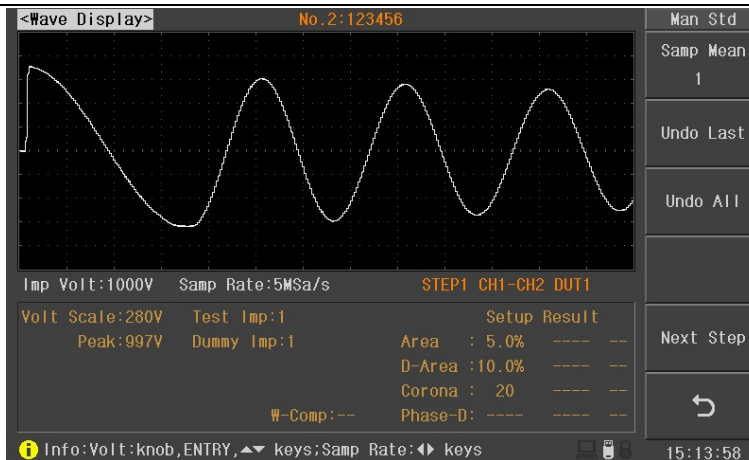 <Wave Display> No.2:123456 Man Std
Samp Mean
1
Undo Last
Undo All
Imp Volt:1000V Samp Rate:5MSa/s STEP1 CH1-CH2 DUT1
Volt Scale:280V Test Imp:1 Setup Result
Peak:997V Dummy Imp:1 Area : 5.0% ---- --
D-Area :10.0% ---- --
Corona : 20 ---- --
W-Comp:-- Phase-D: ---- ---- --
Next Step
Info:Volt:knob,ENTRY,▲▼ keys;Samp Rate:◀▶ keys 15:13:58